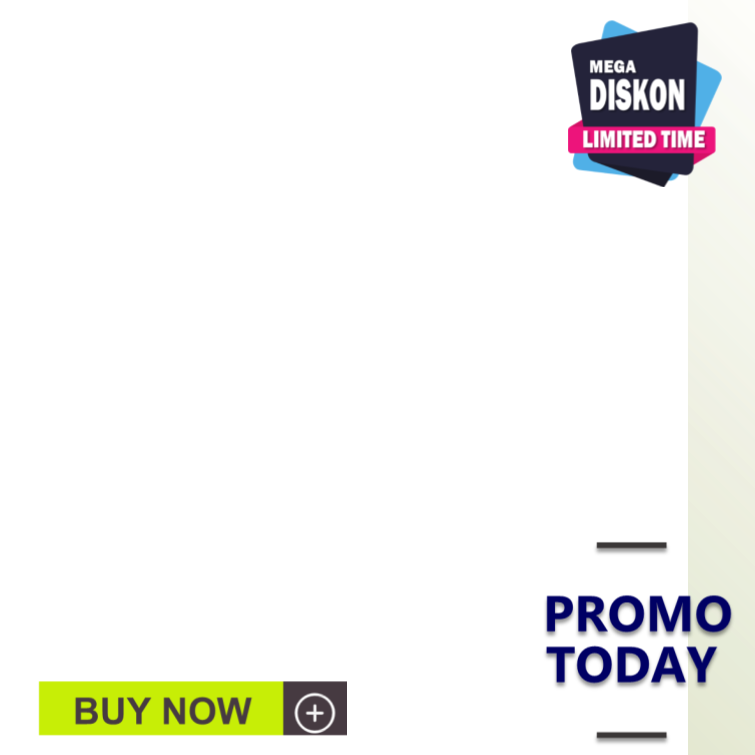 MEGA
DISKON
LIMITED TIME
PROMO
TODAY
BUY NOW